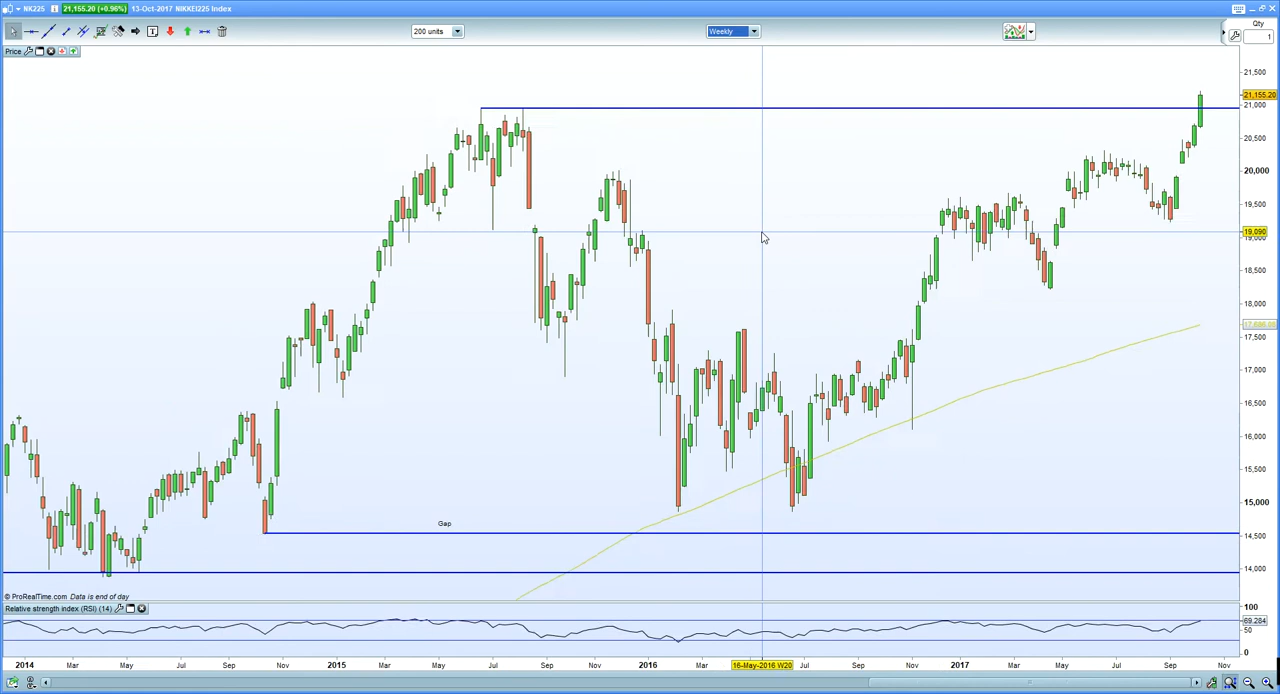 NK225 21,155.20 (+0.96%) 13-Oct-2017 NIKKEI225 Index
200 units
Weekly
Qty
1
Price
21,500
21,155.20
21,000
20,500
20,000
19,500
19,090
19,000
18,500
18,000
17,500
17,000
16,500
16,000
15,500
15,000
14,500
14,000
Gap
© ProRealTime.com Data is end of day
Relative strength index (RSI) (14)
100
69.284
50
0
2014 Mar May Jul Sep Nov 2015 Mar May Jul Sep Nov 2016 Mar 16-May-2016 W20 Jul Sep Nov 2017 Mar May Jul Sep Nov